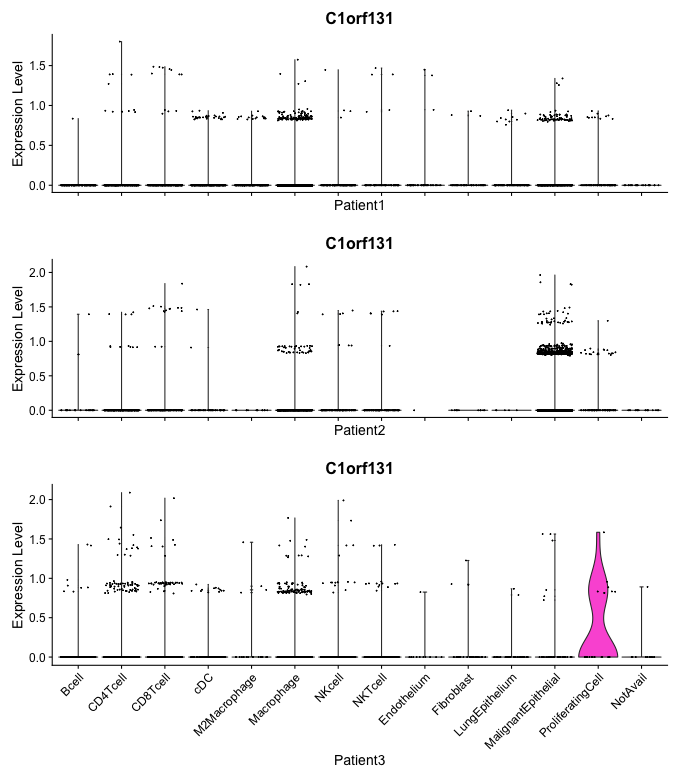 C1orf131
Expression Level
1.5
1.0
0.5
0.0
Patient1
C1orf131
Expression Level
2.0
1.5
1.0
0.5
0.0
Patient2
C1orf131
Expression Level
2.0
1.5
1.0
0.5
0.0
Bcell
CD4Tcell
CD8Tcell
cDC
M2Macrophage
Macrophage
NKcell
NKTcell
Endothelium
Fibroblast
LungEpithelium
MalignantEpithelial
ProliferatingCell
NotAvail
Patient3